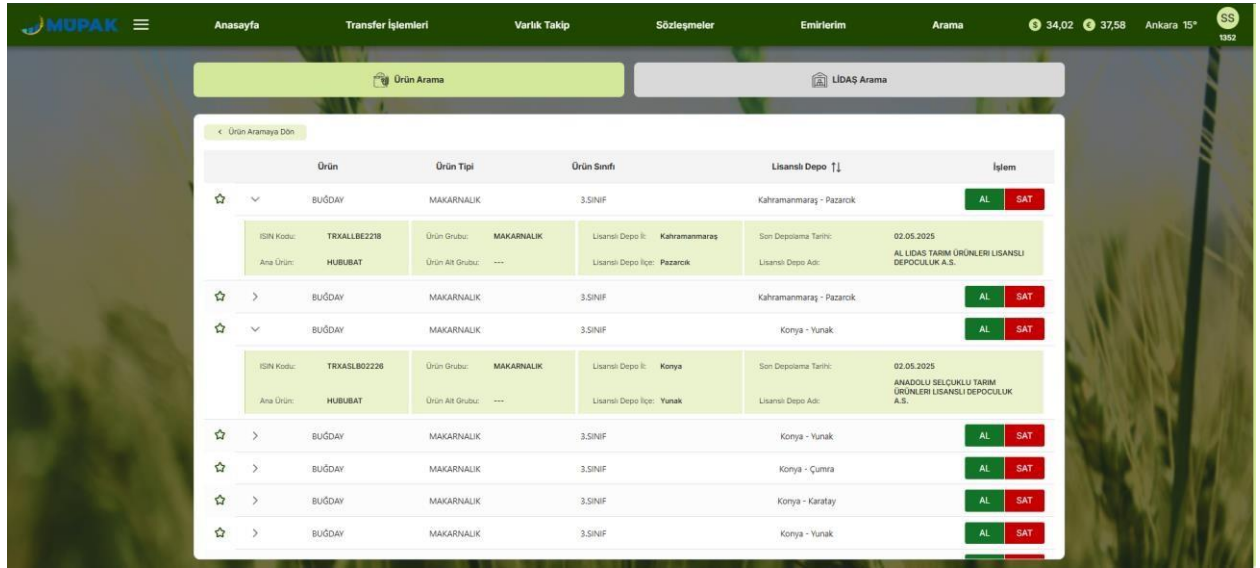 MÜPAK Anasayfa Transfer İşlemleri Varlık Takip Sözleşmeler Emirlerim Arama $ 34,02 € 37,58 Ankara 15° SS
1352
Ürün Arama LİDAŞ Arama
< Ürün Aramaya Dön
Ürün Ürün Tipi Ürün Sınıfı Lisanslı Depo ↑↓ İşlem
BUĞDAY MAKARNALIK 3.SINIF Kahramanmaraş - Pazarcık AL SAT
ISIN Kodu: TRXALLBE2218 Ürün Grubu: MAKARNALIK Lisanslı Depo İl: Kahramanmaraş Son Depolama Tarihi: 02.05.2025
Ana Ürün: HUBUBAT Ürün Alt Grubu: --- Lisanslı Depo İlçe: Pazarcık Lisanslı Depo Adı: AL LIDAS TARIM ÜRÜNLERI LISANSLI
DEPOCULUK A.S.
BUĞDAY MAKARNALIK 3.SINIF Kahramanmaraş - Pazarcık AL SAT
BUĞDAY MAKARNALIK 3.SINIF Konya - Yunak AL SAT
ISIN Kodu: TRXASLB02226 Ürün Grubu: MAKARNALIK Lisanslı Depo İl: Konya Son Depolama Tarihi: 02.05.2025
Ana Ürün: HUBUBAT Ürün Alt Grubu: --- Lisanslı Depo İlçe: Yunak Lisanslı Depo Adı: ANADOLU SELÇUKLU TARIM
ÜRÜNLERI LISANSLI DEPOCULUK
A.S.
BUĞDAY MAKARNALIK 3.SINIF Konya - Yunak AL SAT
BUĞDAY MAKARNALIK 3.SINIF Konya - Çumra AL SAT
BUĞDAY MAKARNALIK 3.SINIF Konya - Karatay AL SAT
BUĞDAY MAKARNALIK 3.SINIF Konya - Yunak AL SAT